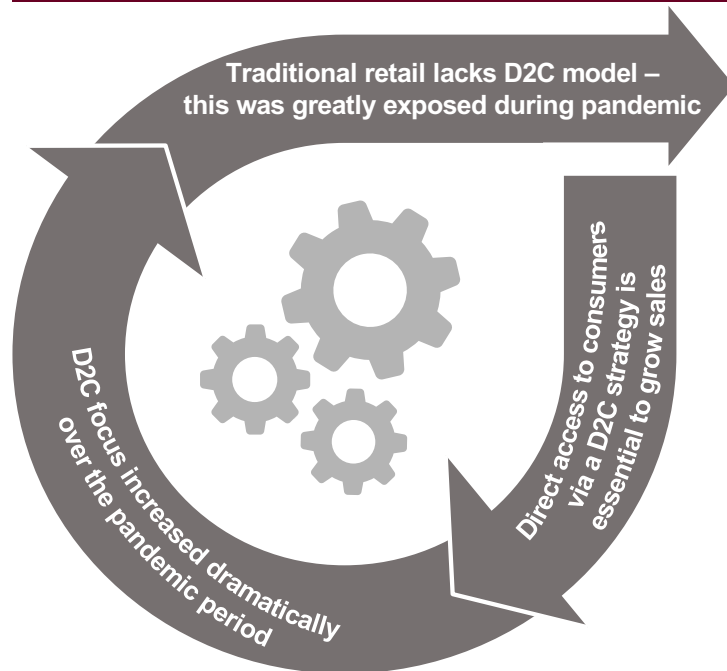 Traditional retail lacks D2C model –
this was greatly exposed during pandemic
Direct access to consumers
via a D2C strategy is
essential to grow sales
D2C focus increased dramatically
over the pandemic
period